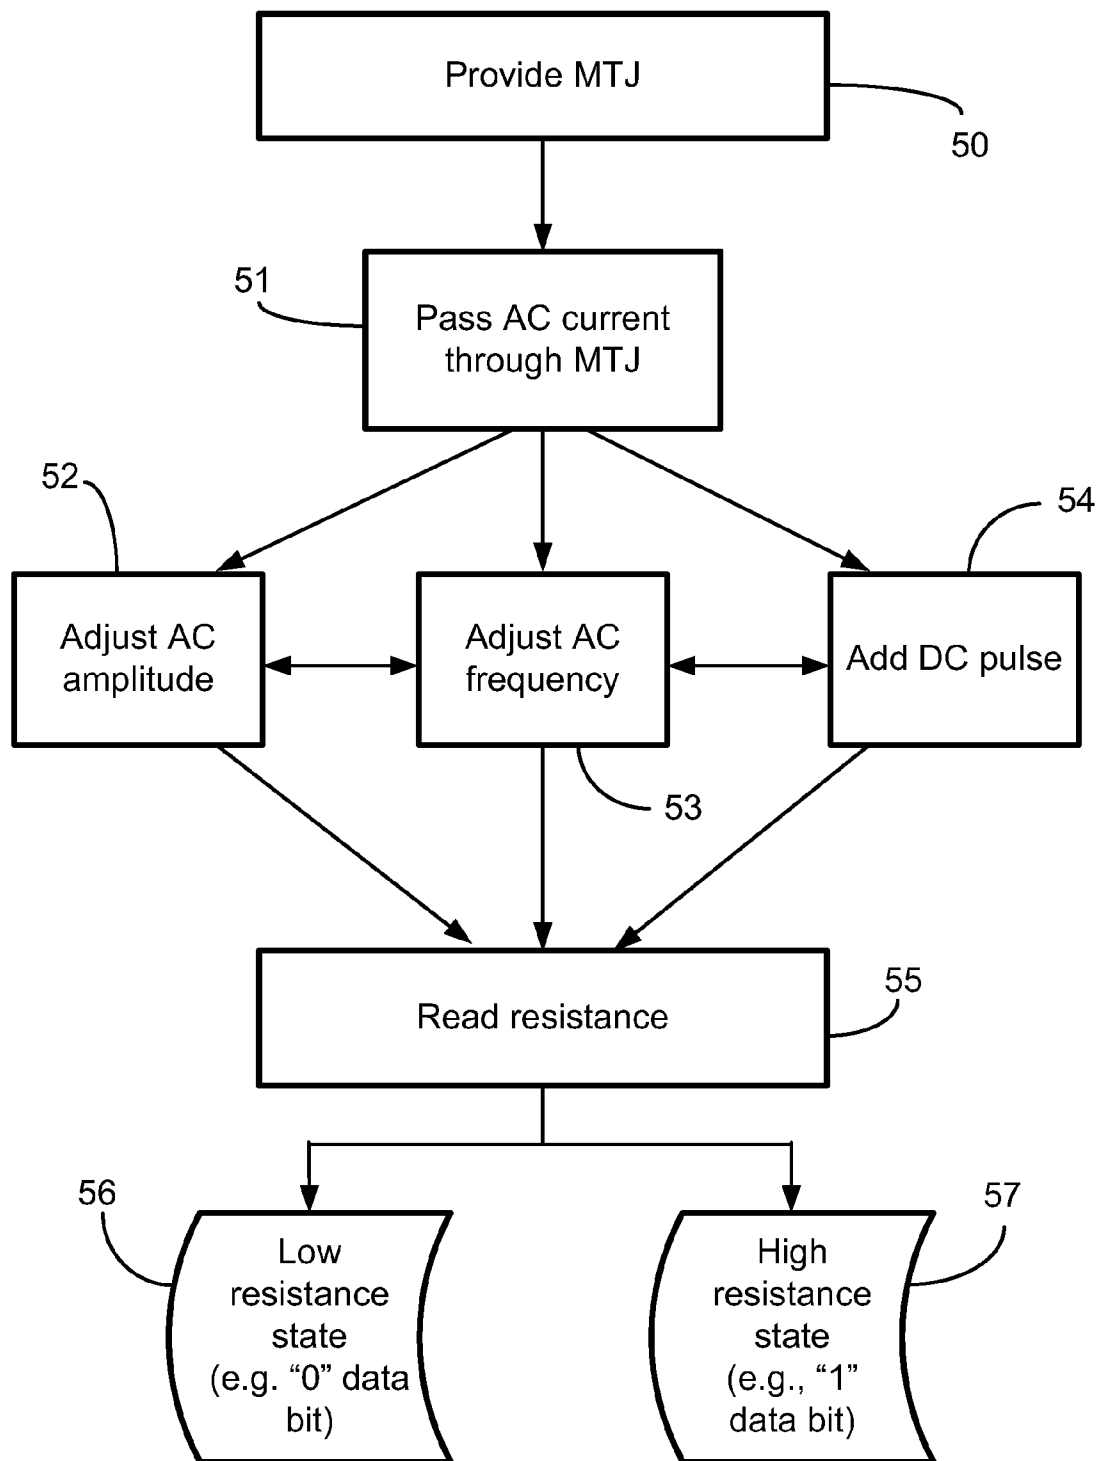 Provide MTJ
50
51
Pass AC current
through MTJ
52
54
Adjust AC
amplitude
Adjust AC
frequency
Add DC pulse
53
55
Read resistance
56
57
Low
resistance
state
(e.g. “0” data
bit)
High
resistance
state
(e.g., “1”
data bit)